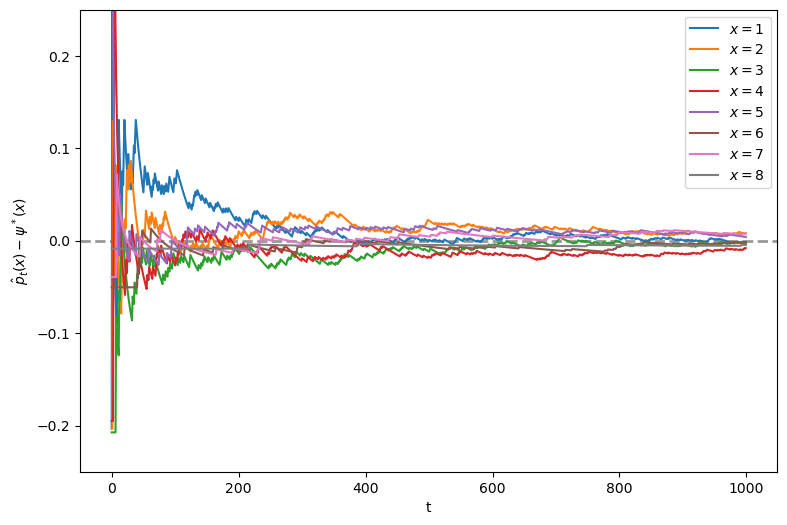 0.2
0.1
0.0
−0.1
−0.2
p̂ₜ(x) − ψ*(x)
0
200
400
600
800
1000
t
x = 1
x = 2
x = 3
x = 4
x = 5
x = 6
x = 7
x = 8